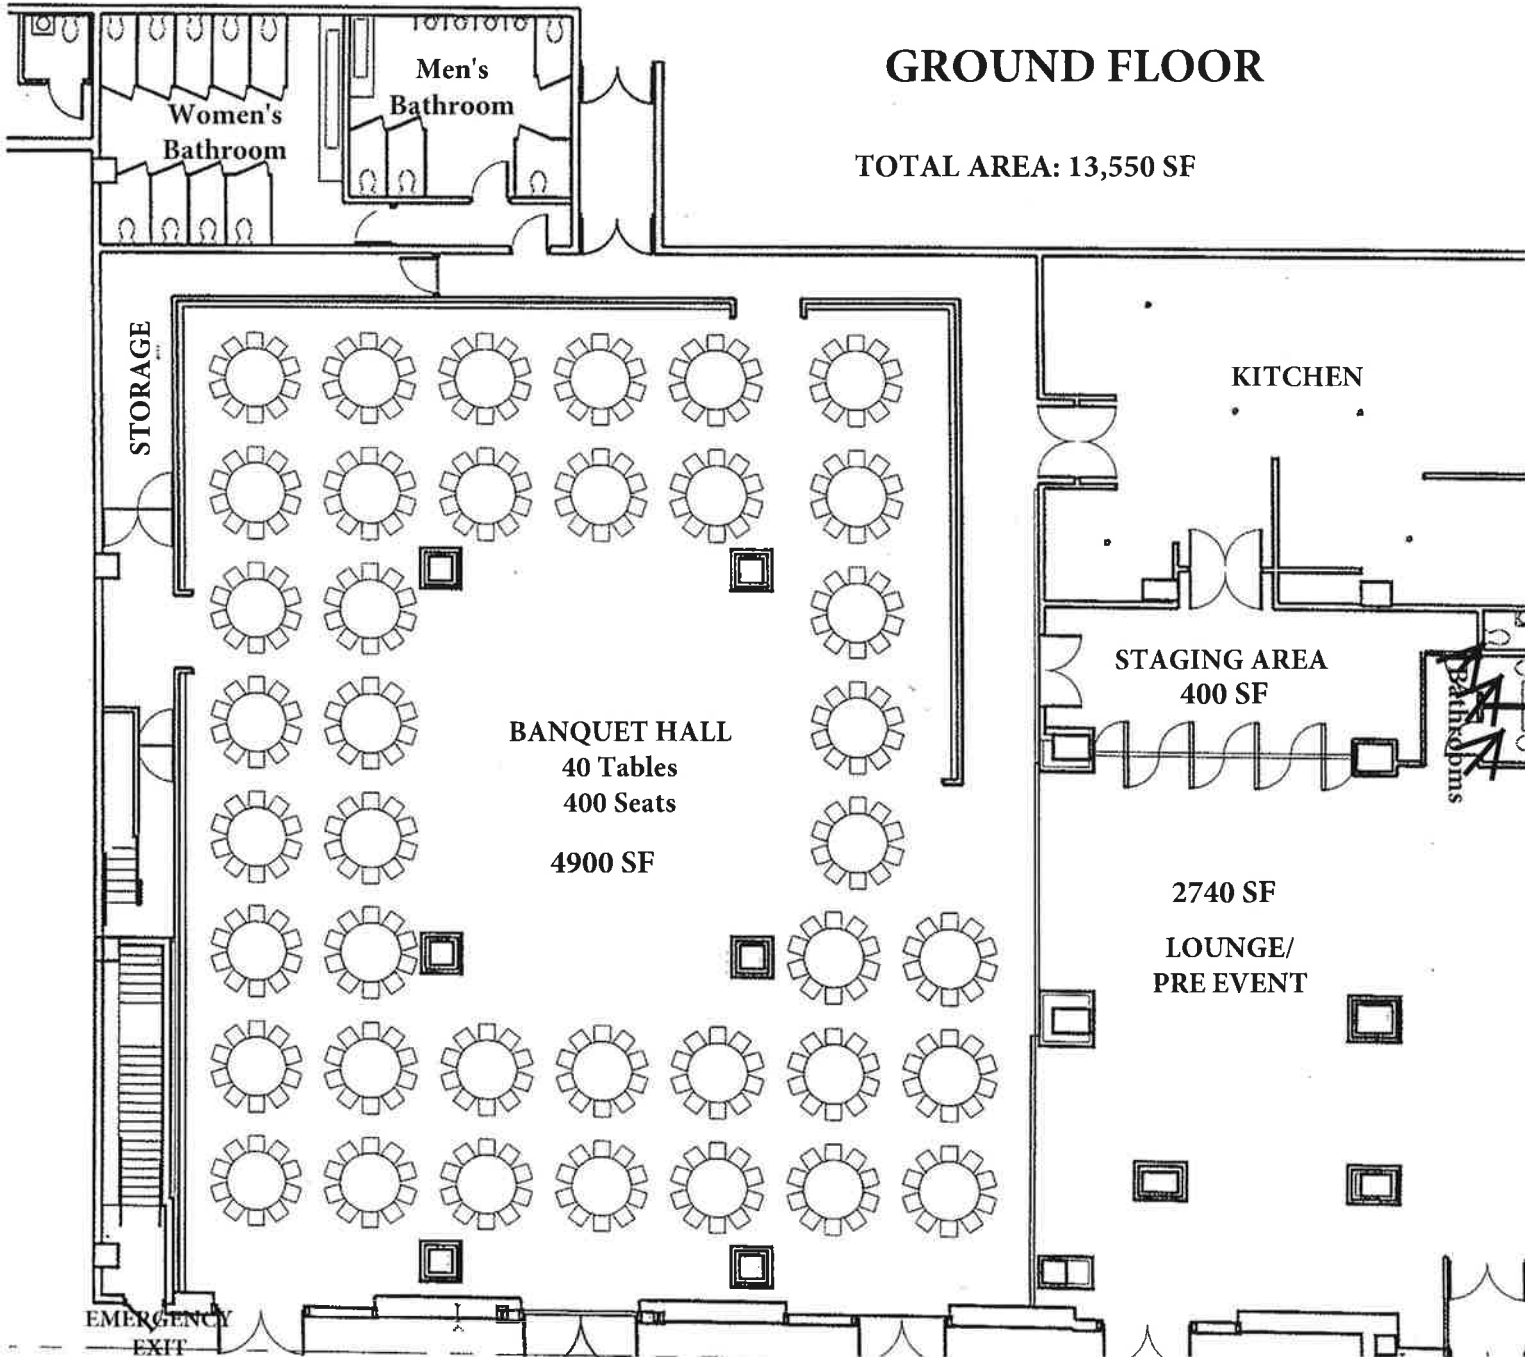 GROUND FLOOR
TOTAL AREA: 13,550 SF
Men's
Bathroom
Women's
Bathroom
STORAGE
KITCHEN
STAGING AREA
400 SF
Bathrooms
BANQUET HALL
40 Tables
400 Seats
4900 SF
2740 SF
LOUNGE/
PRE EVENT
EMERGENCY
EXIT